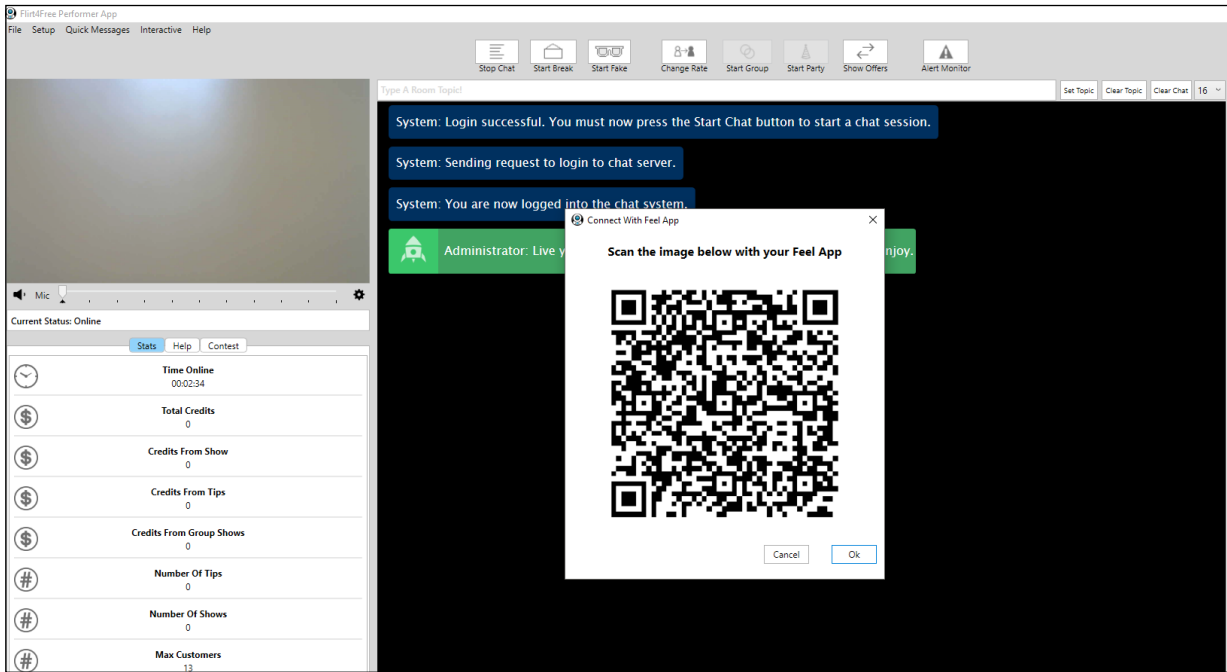 Flirt4Free Performer App
File Setup Quick Messages Interactive Help
Stop Chat Start Break Start Fake Change Rate Start Group Start Party Show Offers Alert Monitor
Type A Room Topic! Set Topic Clear Topic Clear Chat 16
System: Login successful. You must now press the Start Chat button to start a chat session.
System: Sending request to login to chat server.
System: You are now logged into the chat system.
Administrator: Live y
njoy.
Connect With Feel App
Scan the image below with your Feel App
Cancel Ok
Mic
Current Status: Online
Stats Help Contest
Time Online
00:02:34
Total Credits
0
Credits From Show
0
Credits From Tips
0
Credits From Group Shows
0
Number Of Tips
0
Number Of Shows
0
Max Customers
13